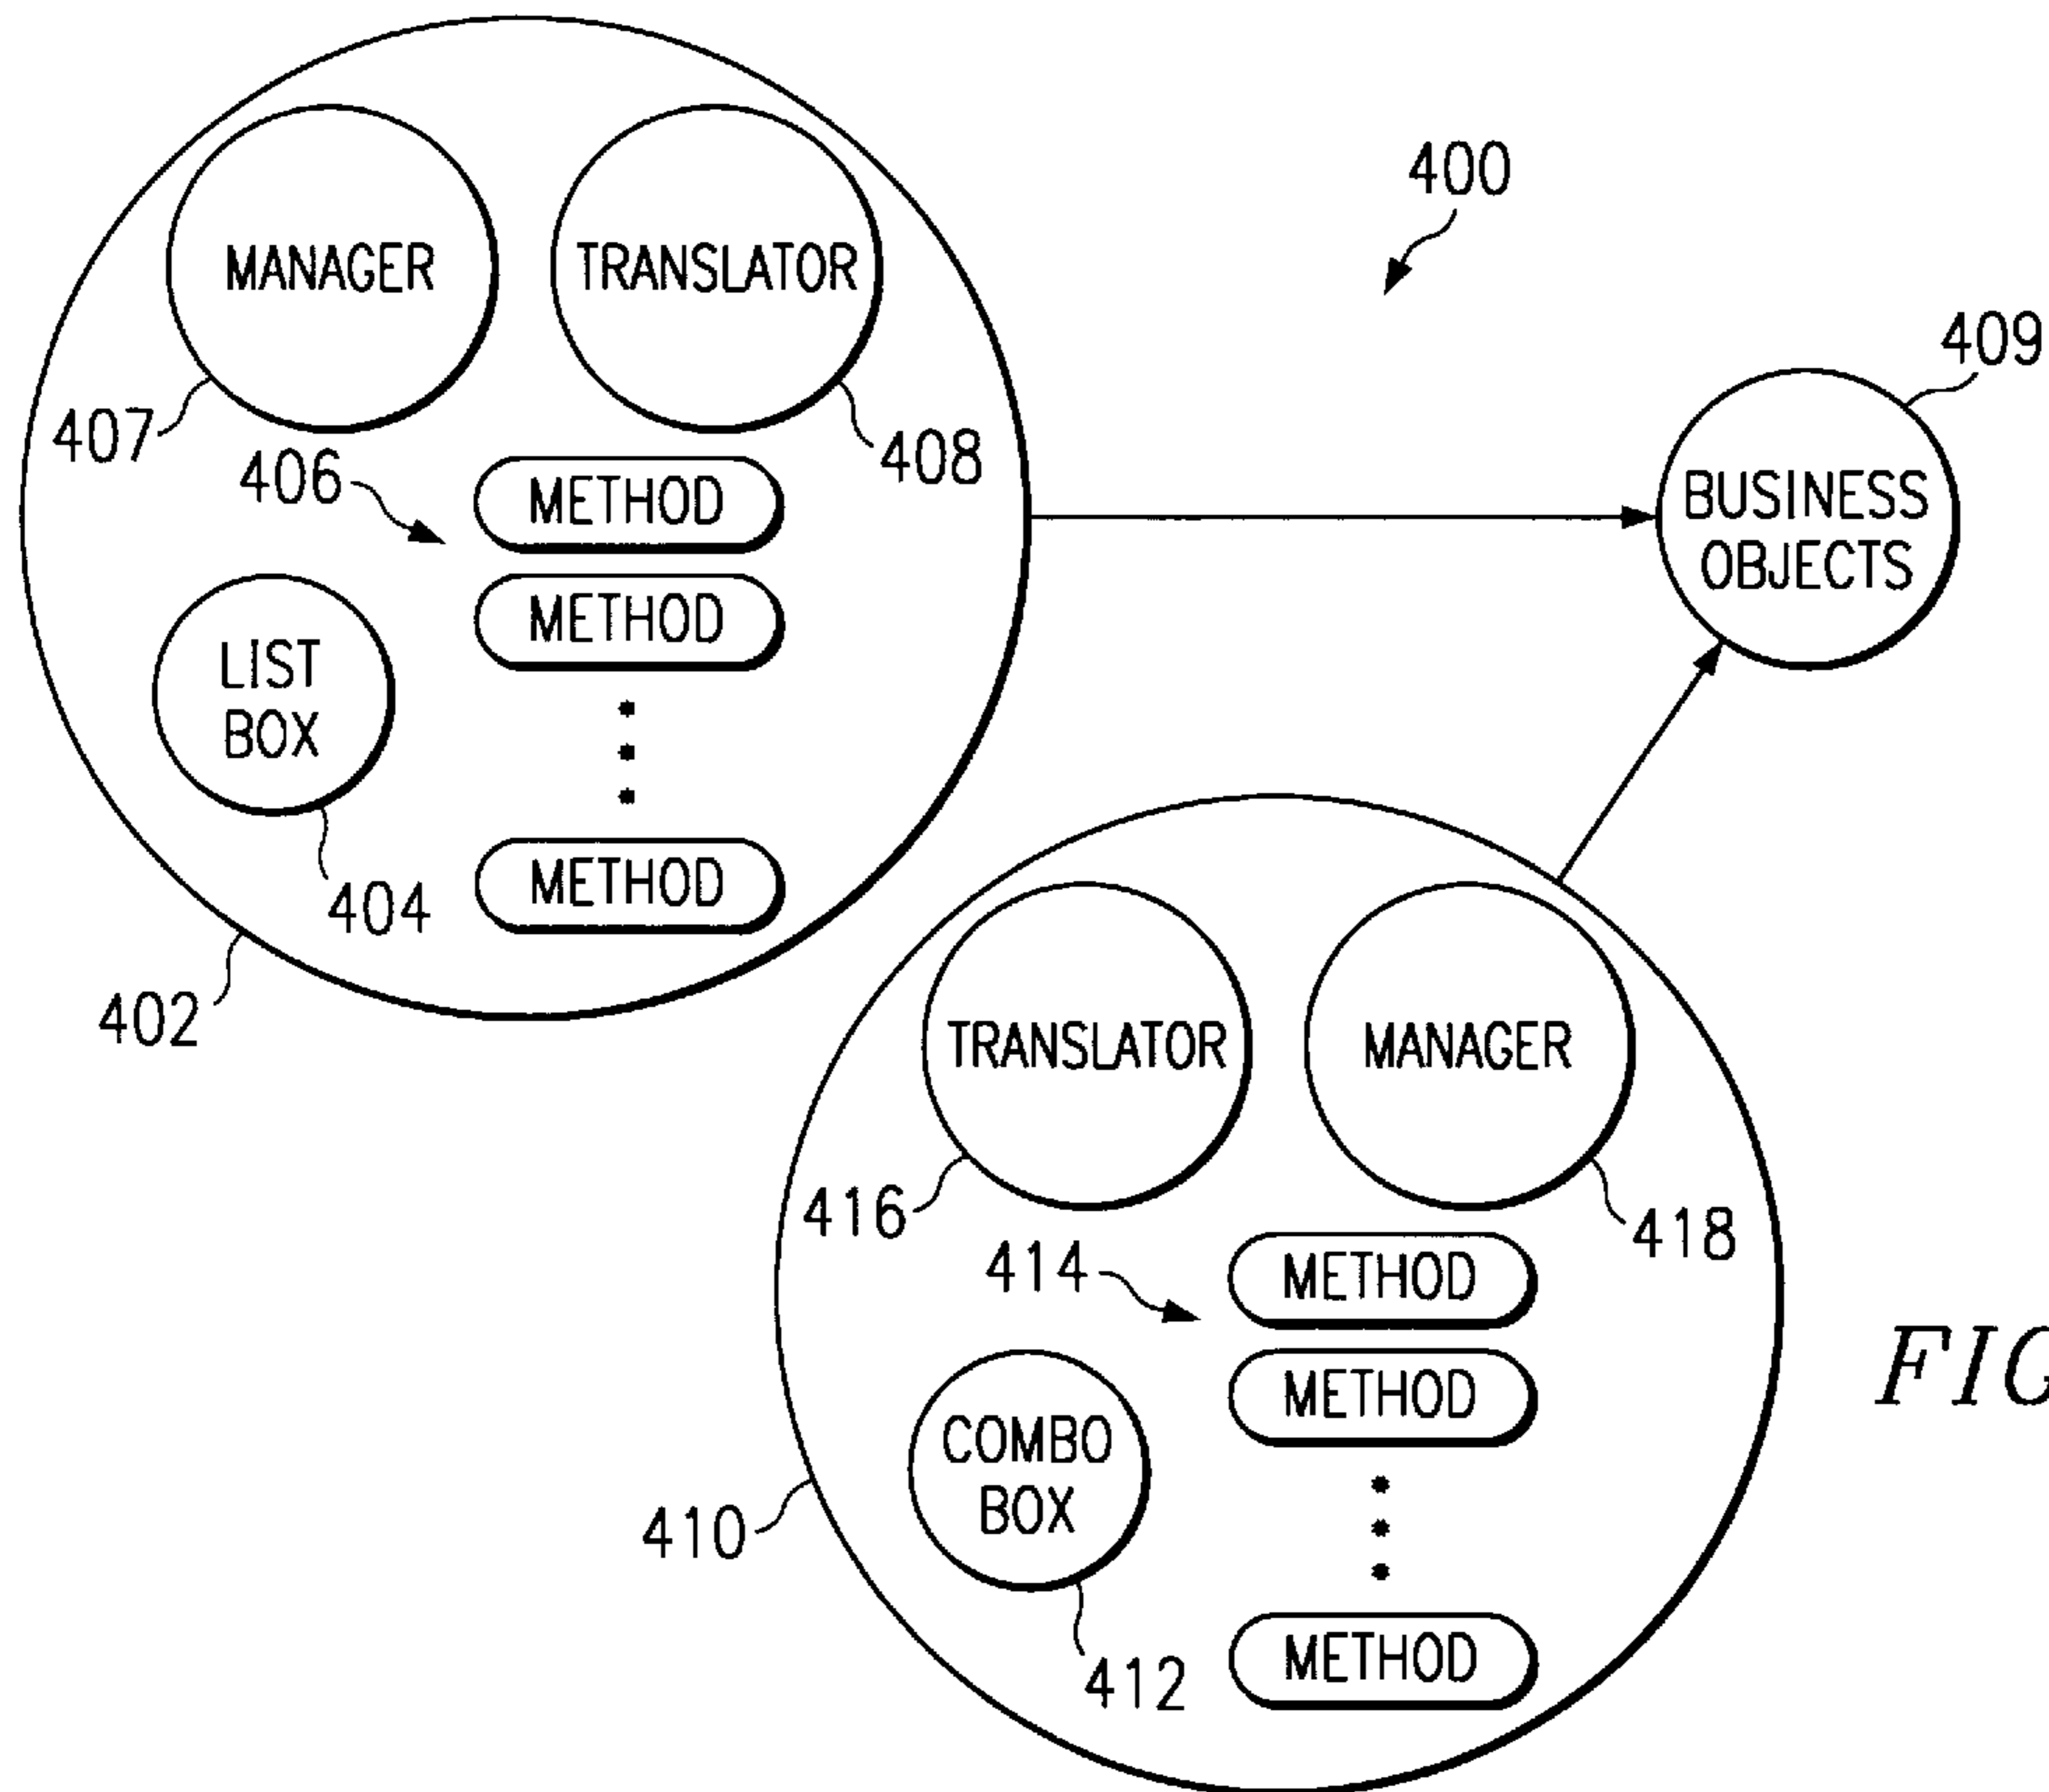 400
MANAGER
TRANSLATOR
409
407
408
406
METHOD
BUSINESS
OBJECTS
METHOD
LIST
BOX
METHOD
404
402
TRANSLATOR
MANAGER
416
418
414
METHOD
METHOD
COMBO
BOX
410
METHOD
412